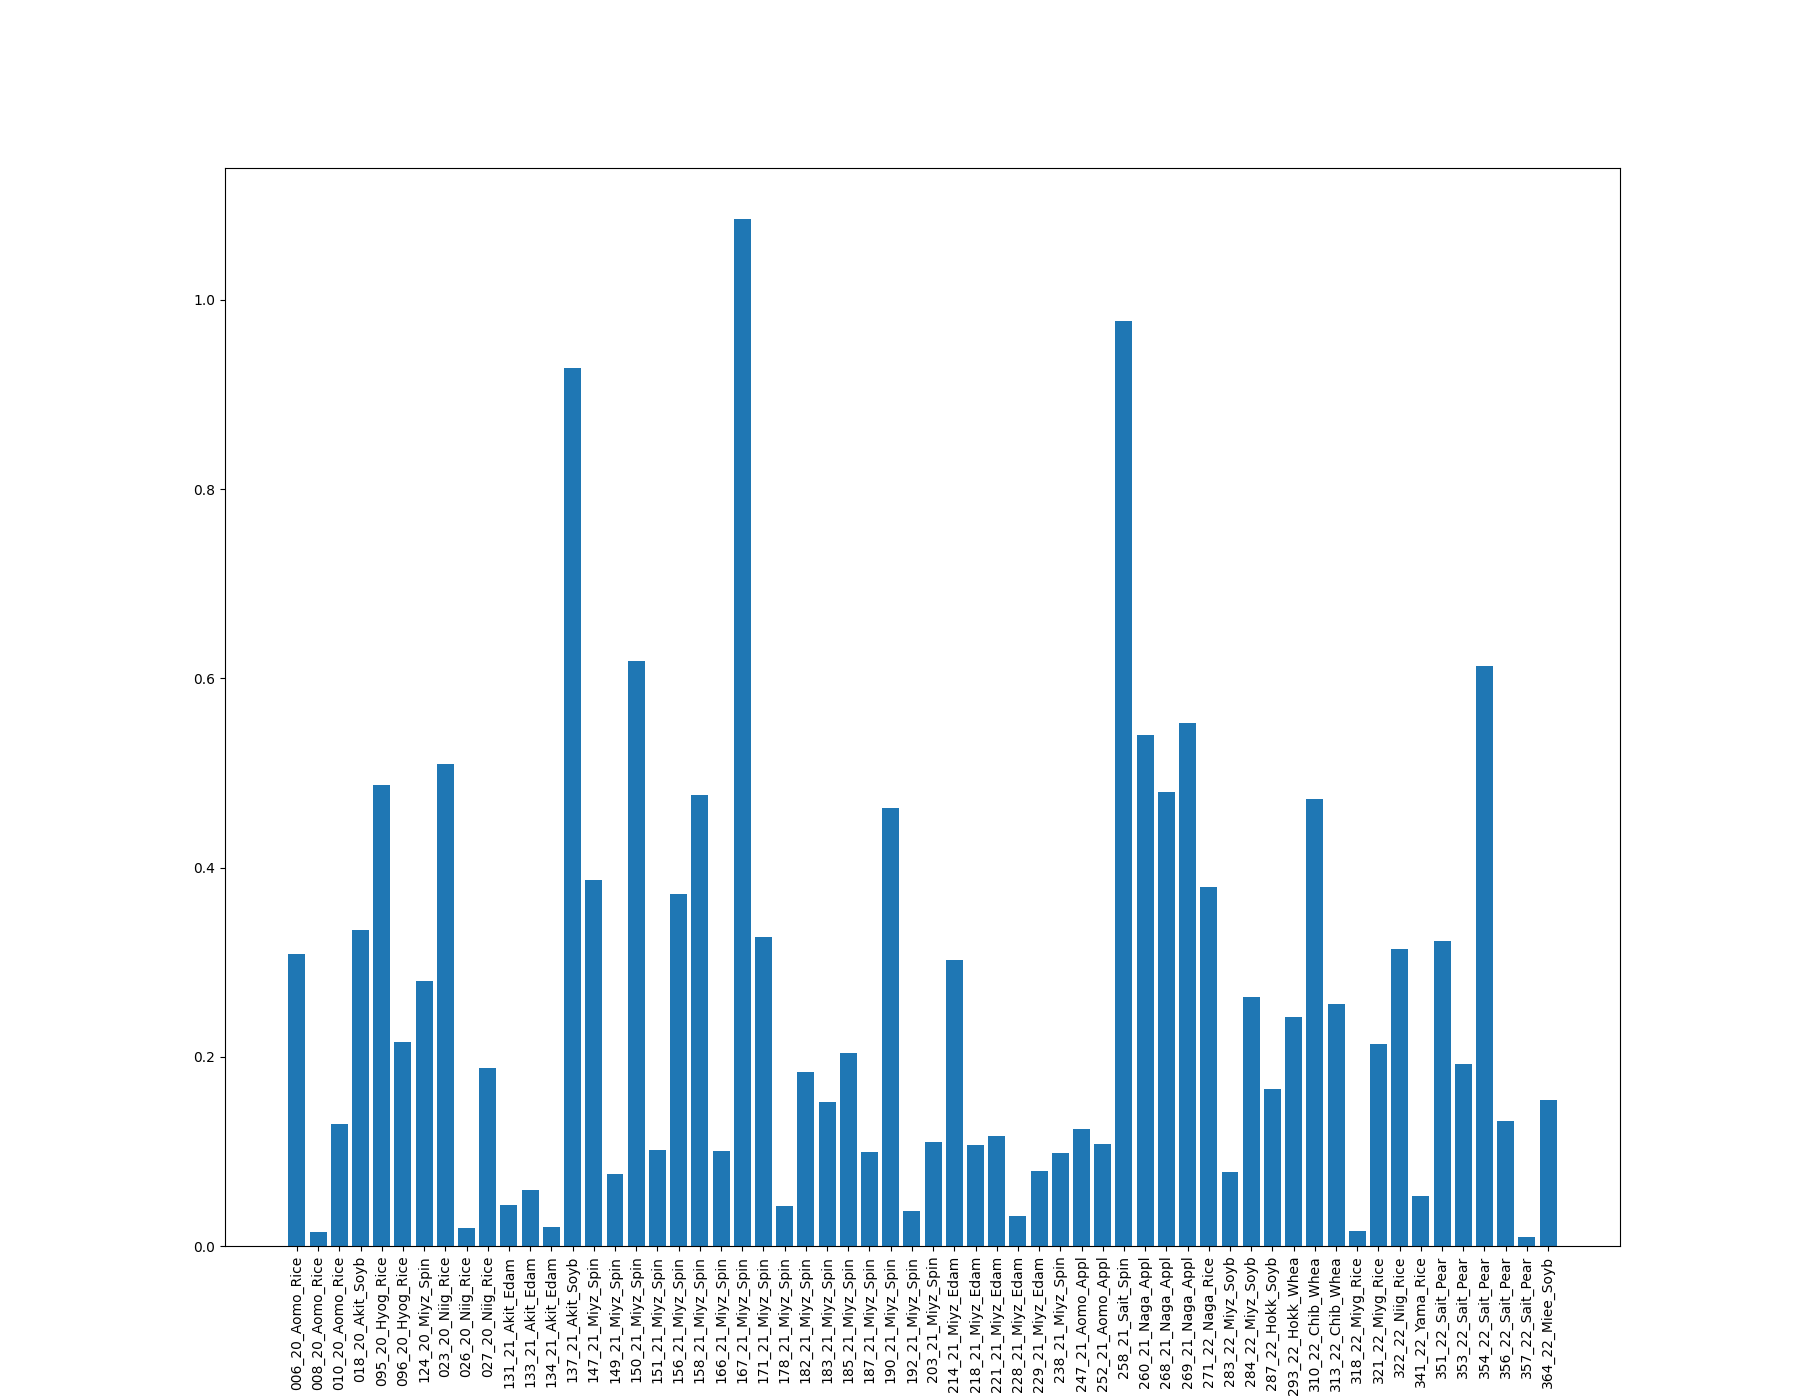 1.0
0.8
0.6
0.4
0.2
0.0
006_20_Aomo_Rice
008_20_Aomo_Rice
010_20_Aomo_Rice
018_20_Akit_Soyb
095_20_Hyog_Rice
096_20_Hyog_Rice
124_20_Miyz_Spin
023_20_Niig_Rice
026_20_Niig_Rice
027_20_Niig_Rice
131_21_Akit_Edam
133_21_Akit_Edam
134_21_Akit_Edam
137_21_Akit_Soyb
147_21_Miyz_Spin
149_21_Miyz_Spin
150_21_Miyz_Spin
151_21_Miyz_Spin
156_21_Miyz_Spin
158_21_Miyz_Spin
166_21_Miyz_Spin
167_21_Miyz_Spin
171_21_Miyz_Spin
178_21_Miyz_Spin
182_21_Miyz_Spin
183_21_Miyz_Spin
185_21_Miyz_Spin
187_21_Miyz_Spin
190_21_Miyz_Spin
192_21_Miyz_Spin
203_21_Miyz_Spin
214_21_Miyz_Edam
218_21_Miyz_Edam
221_21_Miyz_Edam
228_21_Miyz_Edam
229_21_Miyz_Edam
238_21_Miyz_Spin
247_21_Aomo_Appl
252_21_Aomo_Appl
258_21_Sait_Spin
260_21_Naga_Appl
268_21_Naga_Appl
269_21_Naga_Appl
271_22_Naga_Rice
283_22_Miyz_Soyb
284_22_Miyz_Soyb
287_22_Hokk_Soyb
293_22_Hokk_Whea
310_22_Chib_Whea
313_22_Chib_Whea
318_22_Miyg_Rice
321_22_Miyg_Rice
322_22_Niig_Rice
341_22_Yama_Rice
351_22_Sait_Pear
353_22_Sait_Pear
354_22_Sait_Pear
356_22_Sait_Pear
357_22_Sait_Pear
364_22_Miee_Soyb